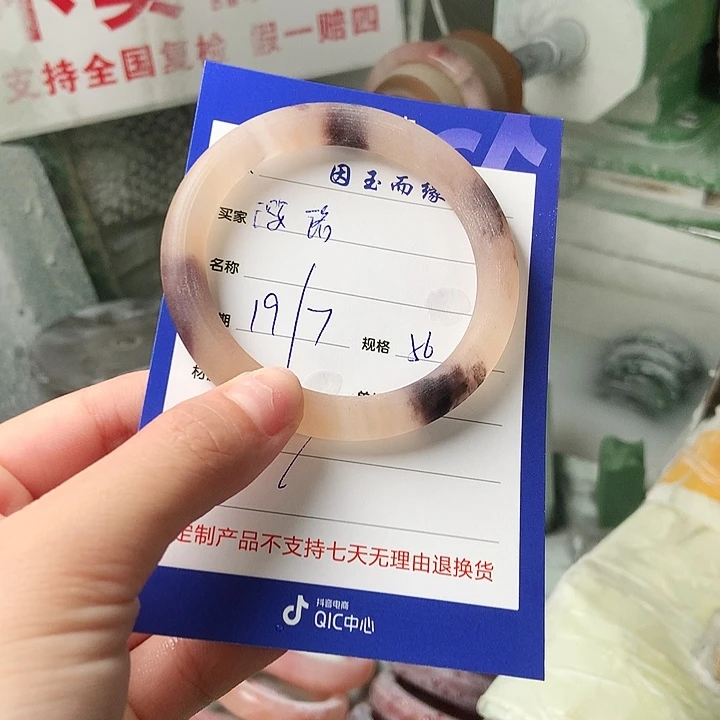 支持全国复检 假一赔四
因玉而缘
买家
名称
期 19/7 规格 56
定制产品不支持七天无理由退换货
抖音电商
QIC中心